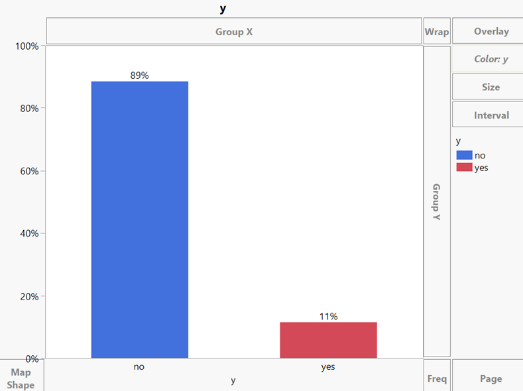 y
Group X
Wrap
Overlay
Color: y
Size
Interval
y
no
yes
100%
80%
60%
40%
20%
0%
89%
11%
Group Y
no
yes
y
Map
Shape
Freq
Page